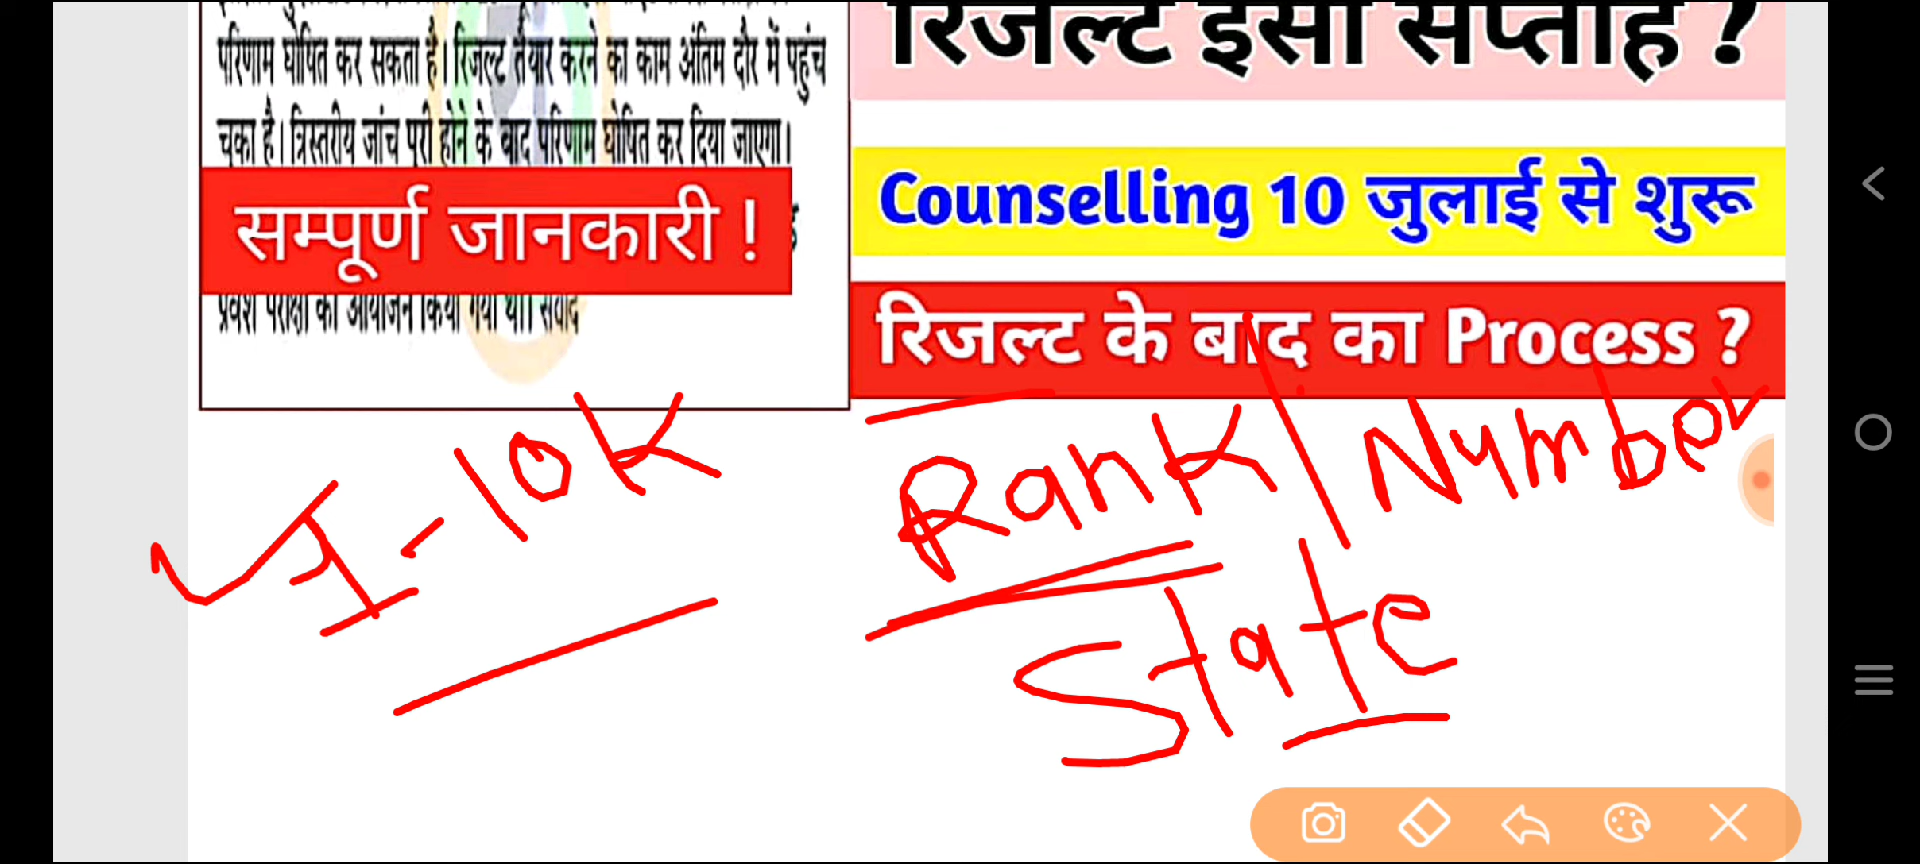 परिणाम घोषित कर सकता है। रिजल्ट तैयार करने का काम अंतिम दौर में पहुंच
चुका है। त्रिस्तरीय जांच पूरी होने के बाद परिणाम घोषित कर दिया जाएगा।
सम्पूर्ण जानकारी !
प्रवेश परीक्षा का आयोजन किया गया था। संवाद
रिजल्ट इसी सप्ताह ?
Counselling 10 जुलाई से शुरू
रिजल्ट के बाद का Process ?
I - 10K
Rank / Number
State